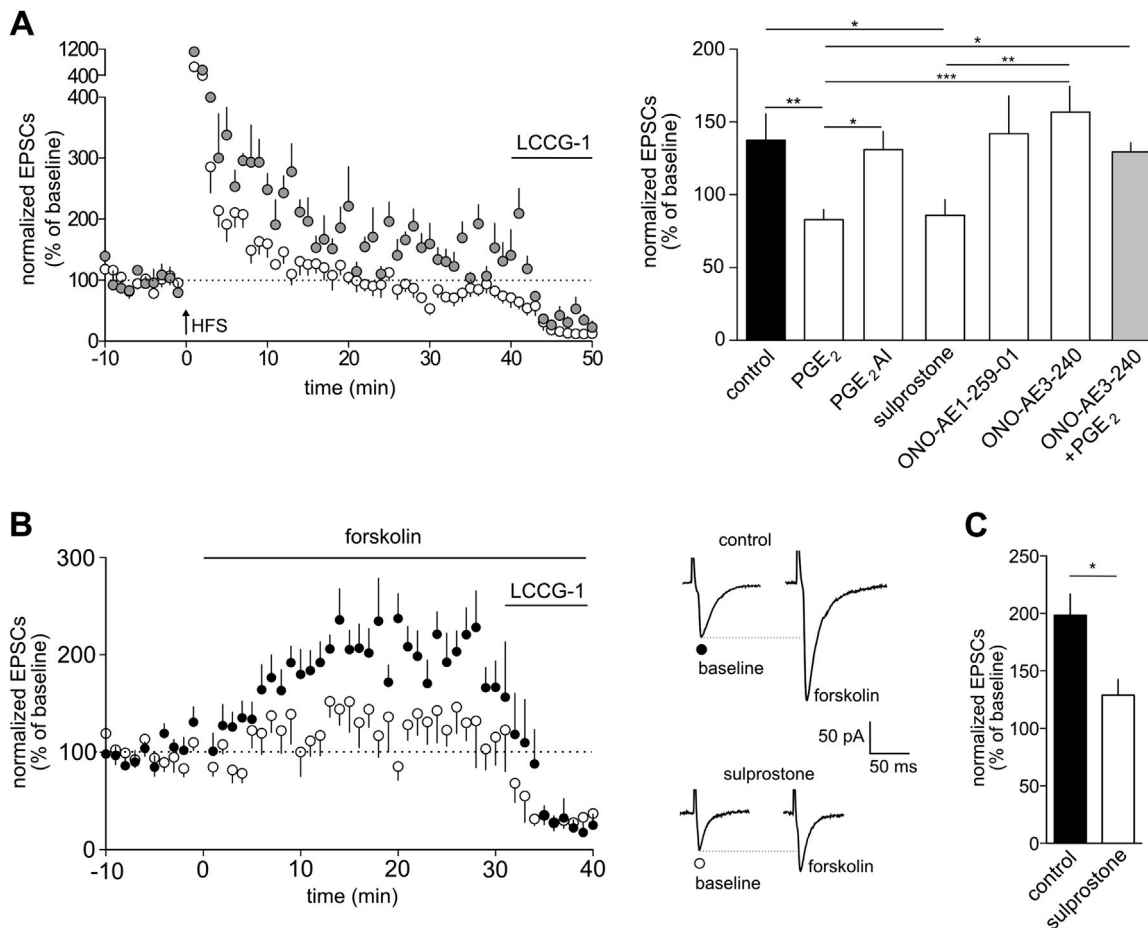 A
1200
400
400
300
200
100
0
normalized EPSCs
(% of baseline)
LCCG-1
HFS
-10 0 10 20 30 40 50
time (min)
200
150
100
50
0
normalized EPSCs
(% of baseline)
*
*
**
***
**
*
control
PGE2
PGE2Al
sulprostone
ONO-AE1-259-01
ONO-AE3-240
ONO-AE3-240
+PGE2
B
forskolin
LCCG-1
300
200
100
0
normalized EPSCs
(% of baseline)
-10 0 10 20 30 40
time (min)
control
baseline
forskolin
50 pA
50 ms
sulprostone
baseline
forskolin
C
250
200
150
100
50
0
normalized EPSCs
(% of baseline)
*
control
sulprostone